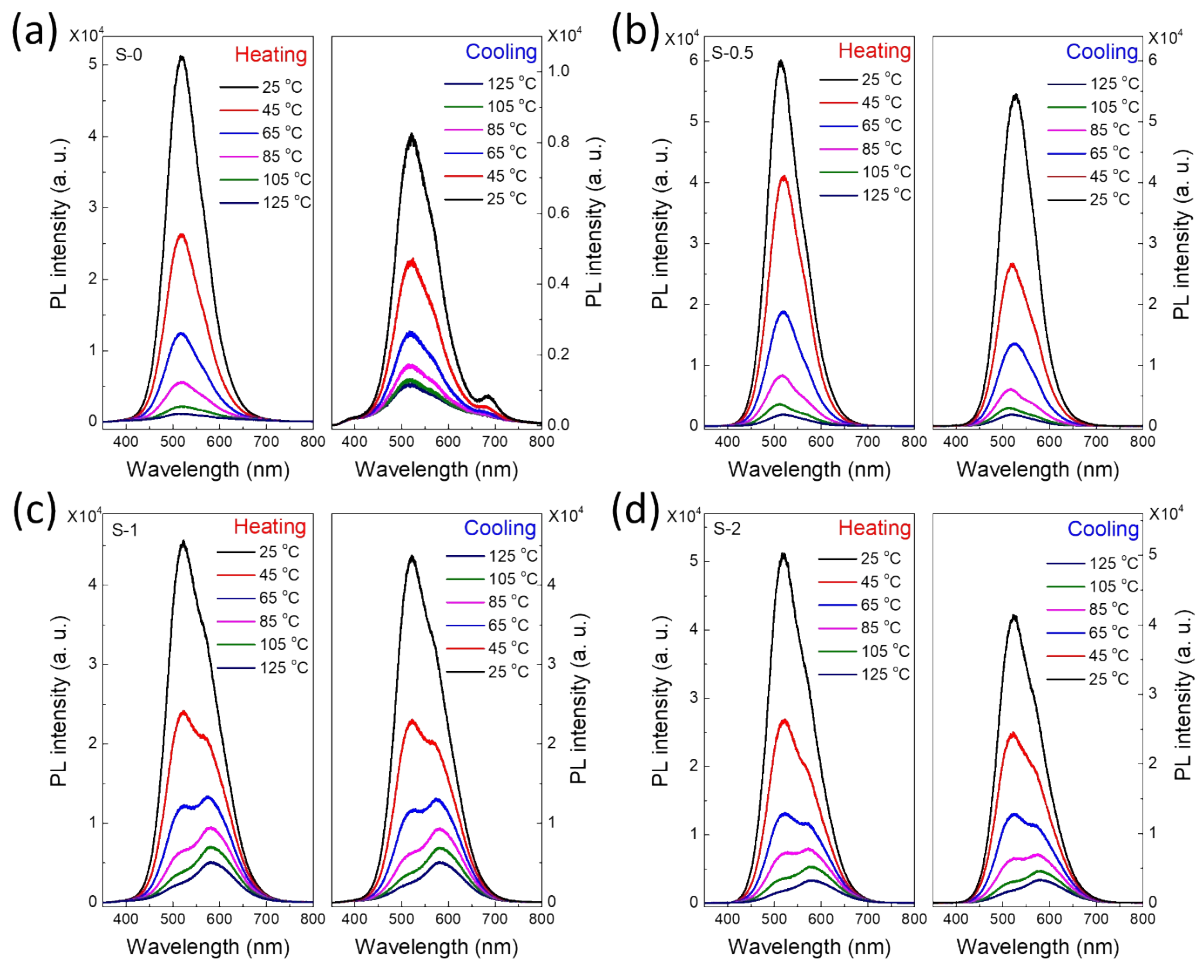 (a)
X10⁴
S-0
Heating
25 °C
45 °C
65 °C
85 °C
105 °C
125 °C
5
4
3
2
1
0
PL intensity (a. u.)
400 500 600 700 800
Wavelength (nm)
X10⁴
Cooling
125 °C
105 °C
85 °C
65 °C
45 °C
25 °C
1.0
0.8
0.6
0.4
0.2
0.0
PL intensity (a. u.)
400 500 600 700 800
Wavelength (nm)
(b)
X10⁴
S-0.5
Heating
25 °C
45 °C
65 °C
85 °C
105 °C
125 °C
6
5
4
3
2
1
0
PL intensity (a. u.)
400 500 600 700 800
Wavelength (nm)
X10⁴
Cooling
125 °C
105 °C
85 °C
65 °C
45 °C
25 °C
6
5
4
3
2
1
0
PL intensity (a. u.)
400 500 600 700 800
Wavelength (nm)
(c)
X10⁴
S-1
Heating
25 °C
45 °C
65 °C
85 °C
105 °C
125 °C
4
3
2
1
0
PL intensity (a. u.)
400 500 600 700 800
Wavelength (nm)
X10⁴
Cooling
125 °C
105 °C
85 °C
65 °C
45 °C
25 °C
4
3
2
1
0
PL intensity (a. u.)
400 500 600 700 800
Wavelength (nm)
(d)
X10⁴
S-2
Heating
25 °C
45 °C
65 °C
85 °C
105 °C
125 °C
5
4
3
2
1
0
PL intensity (a. u.)
400 500 600 700 800
Wavelength (nm)
X10⁴
Cooling
125 °C
105 °C
85 °C
65 °C
45 °C
25 °C
5
4
3
2
1
0
PL intensity (a. u.)
400 500 600 700 800
Wavelength (nm)